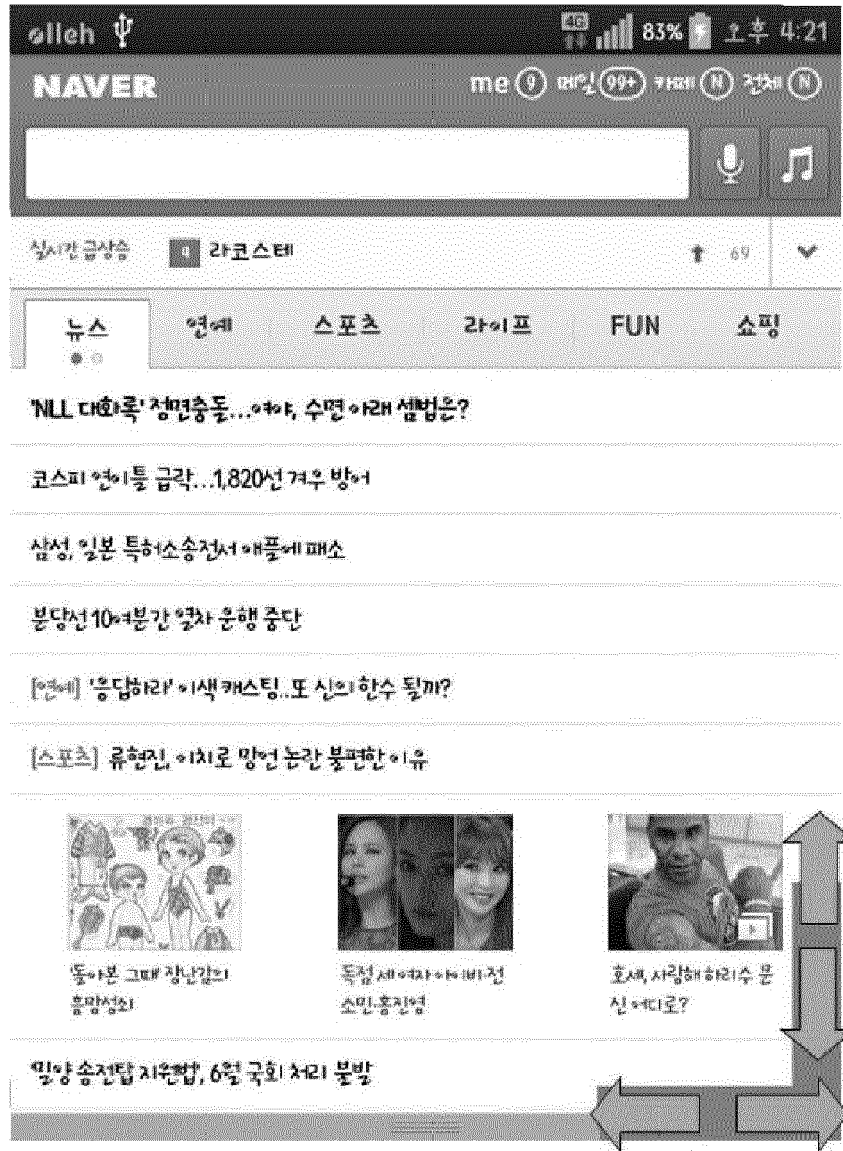 olleh 4G 83% 오후 4:21
NAVER me 9 메일 99+ 카페 N 전체 N
실시간 급상승 라코스테 69
뉴스 연예 스포츠 라이프 FUN 쇼핑
'NLL 대화록' 정면충돌...여야, 수면 아래 셈법은?
코스피 연이틀 급락...1,820선 겨우 방어
삼성, 일본 특허소송전서 애플에 패소
분당선 10여분간 열차 운행 중단
[연예] '응답하라' 이색 캐스팅..또 신의 한수 될까?
[스포츠] 류현진, 이치로 망언 논란 불편한 이유
'돌아본 그때' 장난감의
흥망성쇠
독점 세 여자 아이비·전
소민·홍진영
호세, 사랑해 하리수 문
신 어디로?
밀양 송전탑 지원법, 6월 국회 처리 불발